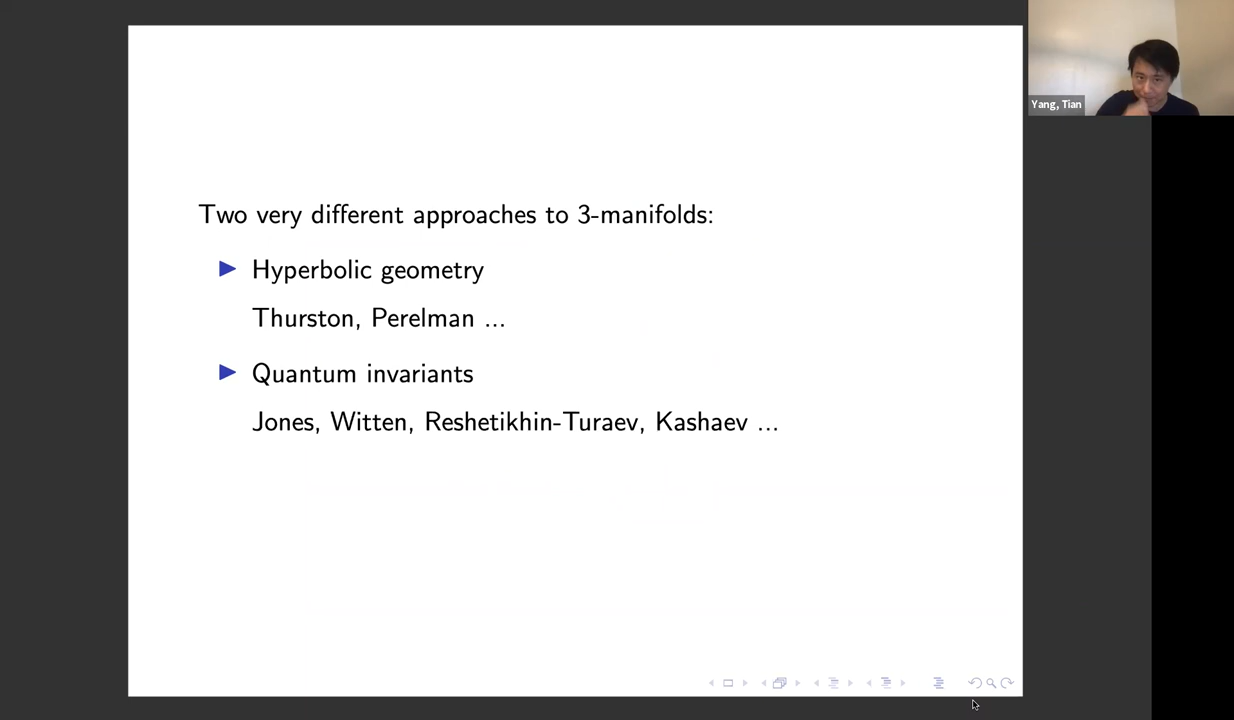 Yang, Tian
Two very different approaches to 3-manifolds:
Hyperbolic geometry
Thurston, Perelman ...
Quantum invariants
Jones, Witten, Reshetikhin-Turaev, Kashaev ...